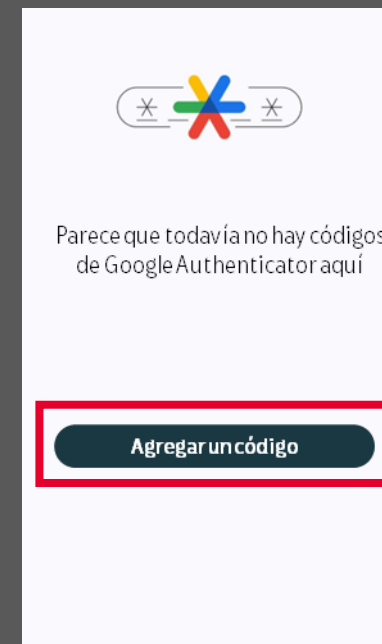 Parece que todavía no hay códigos
de Google Authenticator aquí
Agregar un código